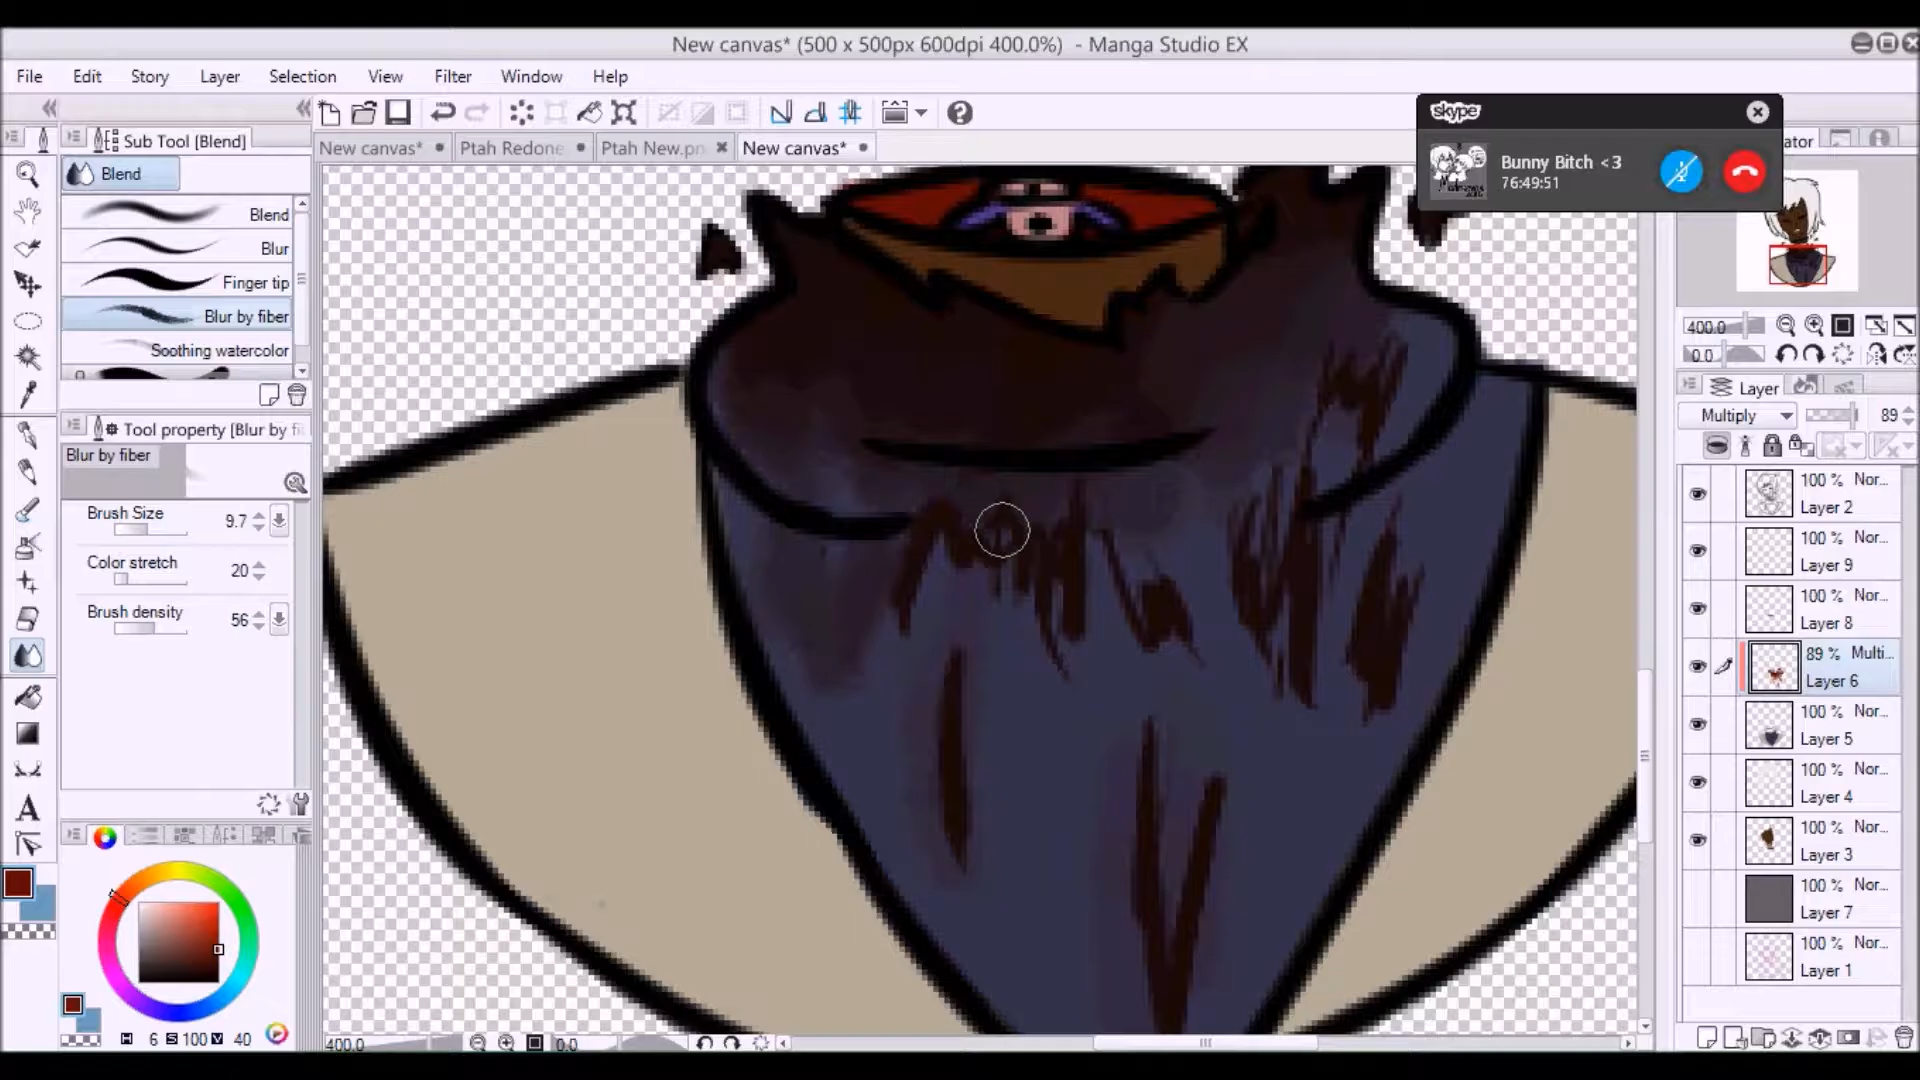 New canvas* (500 x 500px 600dpi 400.0%) - Manga Studio EX
File Edit Story Layer Selection View Filter Window Help
skype
Bunny Bitch <3
76:49:51
Sub Tool [Blend]
New canvas* Ptah Redone Ptah New.pn New canvas*
ator
Blend
Blend
Blur
Finger tip
Blur by fiber
Soothing watercolor
Tool property [Blur by fi
Blur by fiber
Brush Size 9.7
Color stretch 20
Brush density 56
H 6 S 100 V 40
400.0 0.0
400.0
0.0
Layer
Multiply 89
100 % Nor...
Layer 2
100 % Nor...
Layer 9
100 % Nor...
Layer 8
89 % Multi...
Layer 6
100 % Nor...
Layer 5
100 % Nor...
Layer 4
100 % Nor...
Layer 3
100 % Nor...
Layer 7
100 % Nor...
Layer 1